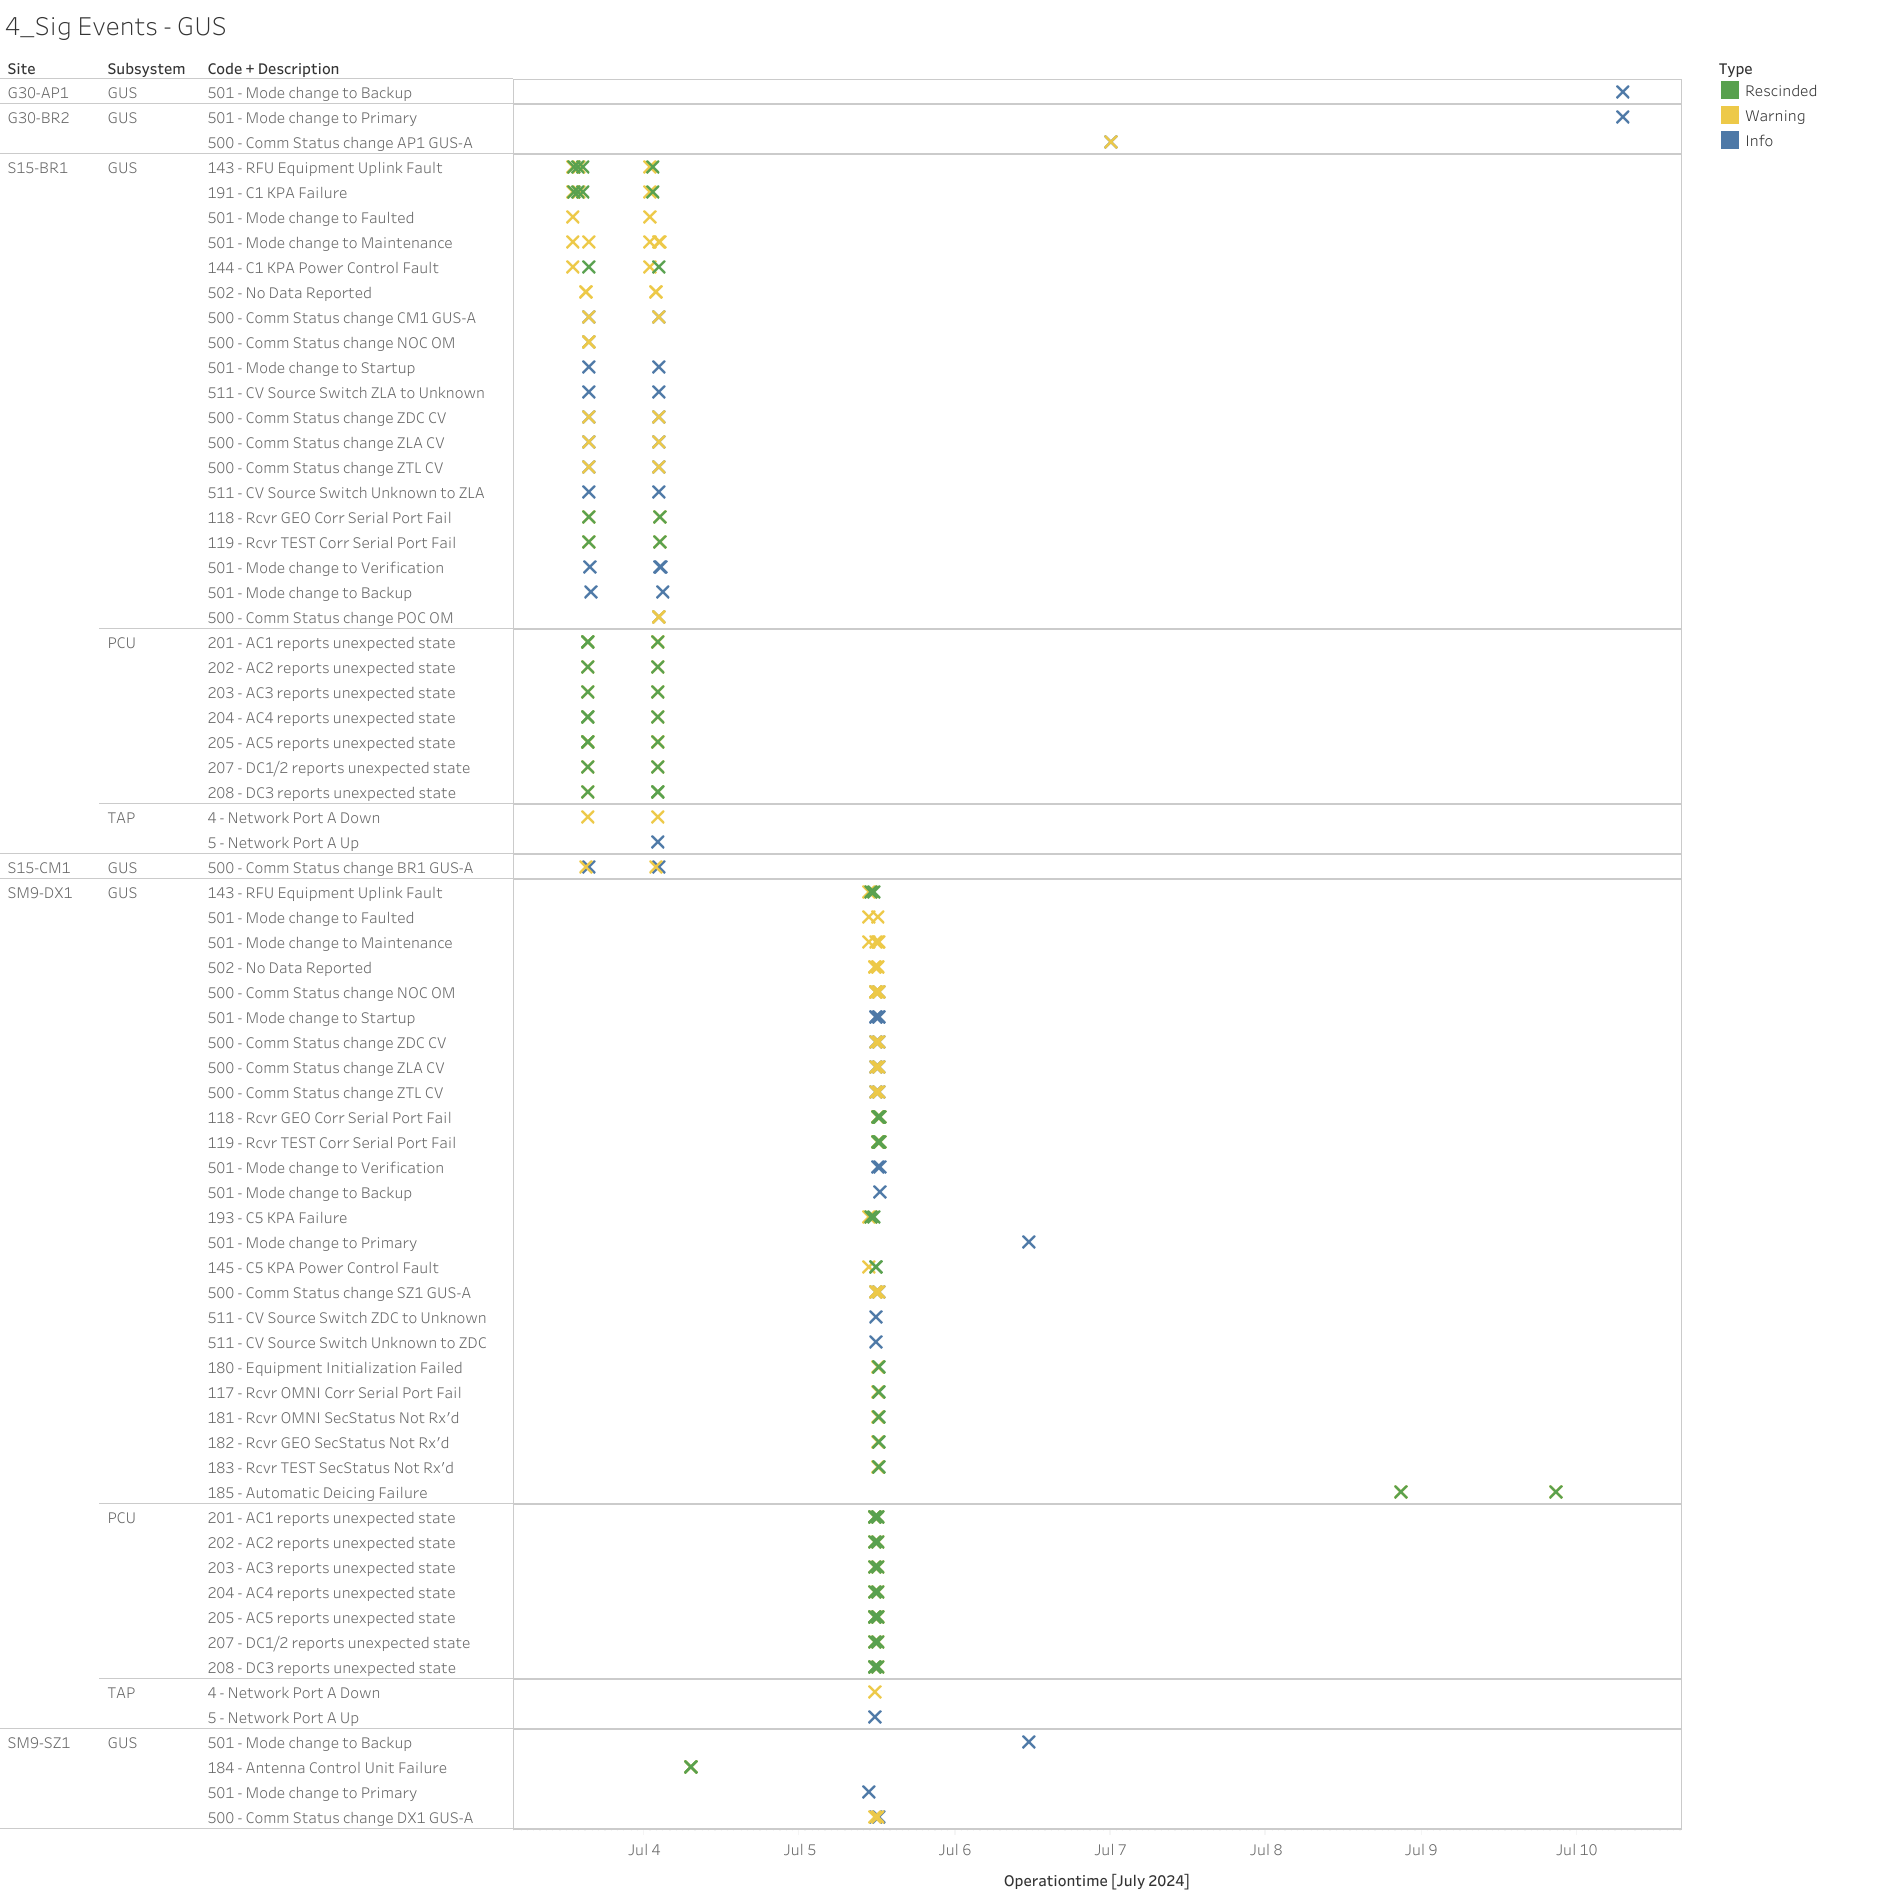 4_Sig Events - GUS
Site Subsystem Code + Description
Type
G30-AP1 GUS 501 - Mode change to Backup
Rescinded
G30-BR2 GUS 501 - Mode change to Primary
Warning
500 - Comm Status change AP1 GUS-A
Info
S15-BR1 GUS 143 - RFU Equipment Uplink Fault
191 - C1 KPA Failure
501 - Mode change to Faulted
501 - Mode change to Maintenance
144 - C1 KPA Power Control Fault
502 - No Data Reported
500 - Comm Status change CM1 GUS-A
500 - Comm Status change NOC OM
501 - Mode change to Startup
511 - CV Source Switch ZLA to Unknown
500 - Comm Status change ZDC CV
500 - Comm Status change ZLA CV
500 - Comm Status change ZTL CV
511 - CV Source Switch Unknown to ZLA
118 - Rcvr GEO Corr Serial Port Fail
119 - Rcvr TEST Corr Serial Port Fail
501 - Mode change to Verification
501 - Mode change to Backup
500 - Comm Status change POC OM
PCU 201 - AC1 reports unexpected state
202 - AC2 reports unexpected state
203 - AC3 reports unexpected state
204 - AC4 reports unexpected state
205 - AC5 reports unexpected state
207 - DC1/2 reports unexpected state
208 - DC3 reports unexpected state
TAP 4 - Network Port A Down
5 - Network Port A Up
S15-CM1 GUS 500 - Comm Status change BR1 GUS-A
SM9-DX1 GUS 143 - RFU Equipment Uplink Fault
501 - Mode change to Faulted
501 - Mode change to Maintenance
502 - No Data Reported
500 - Comm Status change NOC OM
501 - Mode change to Startup
500 - Comm Status change ZDC CV
500 - Comm Status change ZLA CV
500 - Comm Status change ZTL CV
118 - Rcvr GEO Corr Serial Port Fail
119 - Rcvr TEST Corr Serial Port Fail
501 - Mode change to Verification
501 - Mode change to Backup
193 - C5 KPA Failure
501 - Mode change to Primary
145 - C5 KPA Power Control Fault
500 - Comm Status change SZ1 GUS-A
511 - CV Source Switch ZDC to Unknown
511 - CV Source Switch Unknown to ZDC
180 - Equipment Initialization Failed
117 - Rcvr OMNI Corr Serial Port Fail
181 - Rcvr OMNI SecStatus Not Rx'd
182 - Rcvr GEO SecStatus Not Rx'd
183 - Rcvr TEST SecStatus Not Rx'd
185 - Automatic Deicing Failure
PCU 201 - AC1 reports unexpected state
202 - AC2 reports unexpected state
203 - AC3 reports unexpected state
204 - AC4 reports unexpected state
205 - AC5 reports unexpected state
207 - DC1/2 reports unexpected state
208 - DC3 reports unexpected state
TAP 4 - Network Port A Down
5 - Network Port A Up
SM9-SZ1 GUS 501 - Mode change to Backup
184 - Antenna Control Unit Failure
501 - Mode change to Primary
500 - Comm Status change DX1 GUS-A
Jul 4 Jul 5 Jul 6 Jul 7 Jul 8 Jul 9 Jul 10
Operationtime [July 2024]